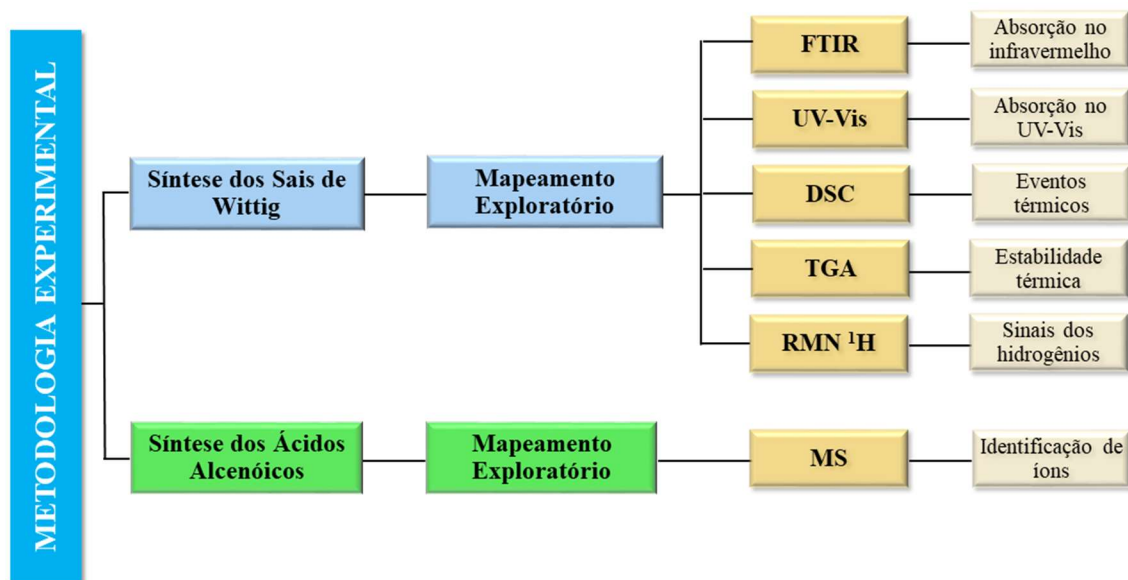 METODOLOGIA EXPERIMENTAL
Síntese dos Sais de
Wittig
Mapeamento
Exploratório
FTIR
Absorção no
infravermelho
UV-Vis
Absorção no
UV-Vis
DSC
Eventos
térmicos
TGA
Estabilidade
térmica
RMN ¹H
Sinais dos
hidrogênios
Síntese dos Ácidos
Alcenóicos
Mapeamento
Exploratório
MS
Identificação de
íons